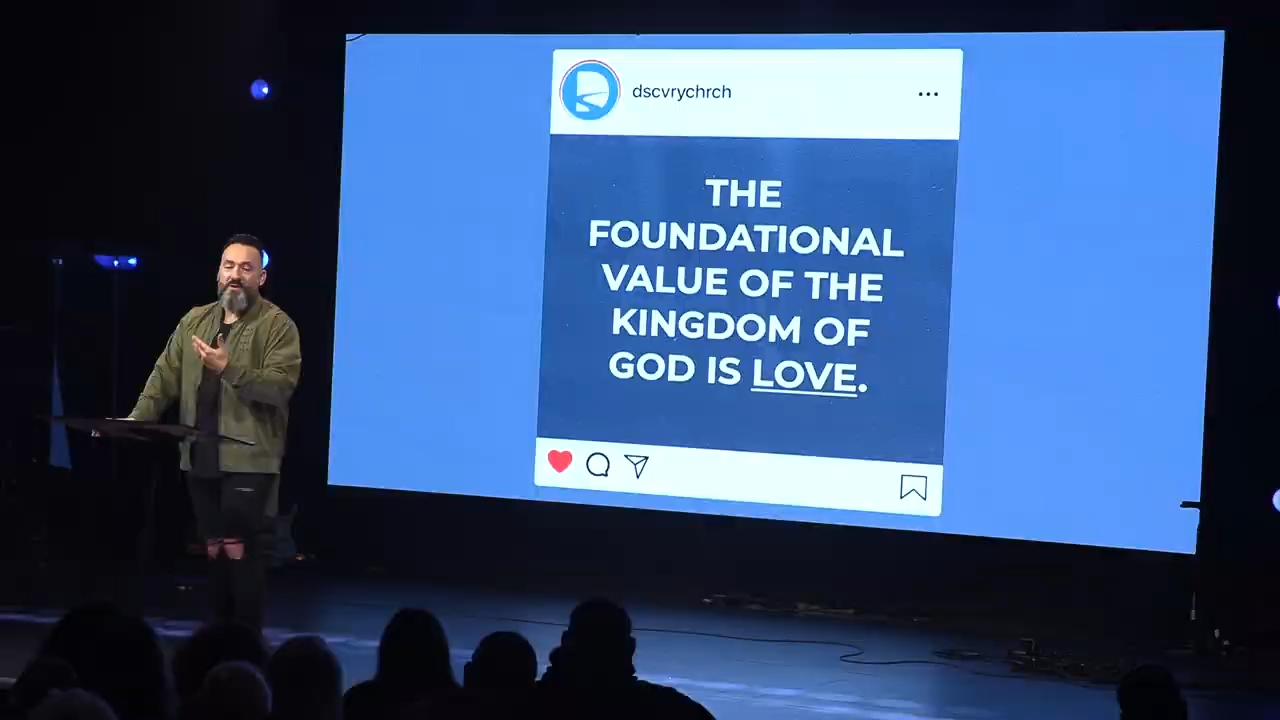 dscvrychrch
THE
FOUNDATIONAL
VALUE OF THE
KINGDOM OF
GOD IS LOVE.